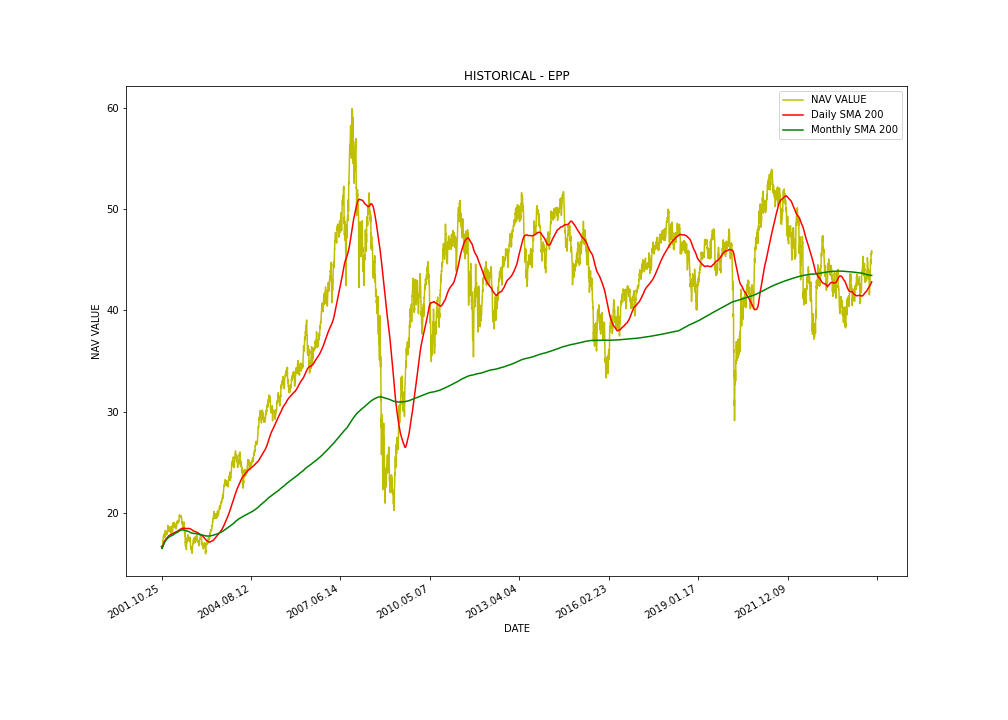 HISTORICAL - EPP
NAV VALUE
Daily SMA 200
Monthly SMA 200
60
50
40
30
20
NAV VALUE
2001.10.25
2004.08.12
2007.06.14
2010.05.07
2013.04.04
2016.02.23
2019.01.17
2021.12.09
DATE